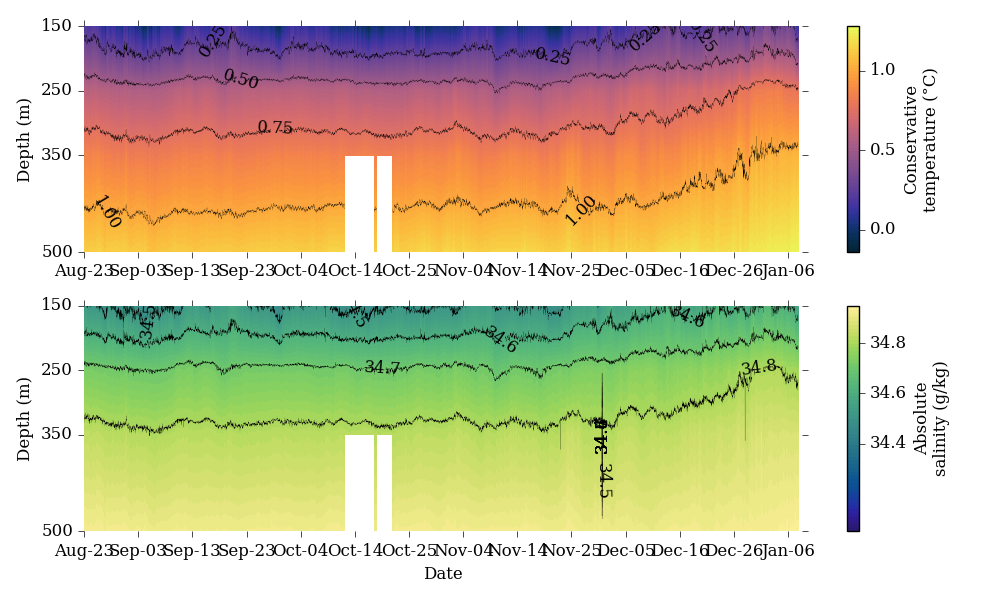 150
250
350
500
Depth (m)
0.25
0.25
0.25
0.25
0.50
0.75
1.00
1.00
Aug-23
Sep-03
Sep-13
Sep-23
Oct-04
Oct-14
Oct-25
Nov-04
Nov-14
Nov-25
Dec-05
Dec-16
Dec-26
Jan-06
1.0
0.5
0.0
Conservative
temperature (°C)
150
250
350
500
Depth (m)
34.6
34.7
34.6
34.8
34.5
Aug-23
Sep-03
Sep-13
Sep-23
Oct-04
Oct-14
Oct-25
Nov-04
Nov-14
Nov-25
Dec-05
Dec-16
Dec-26
Jan-06
Date
34.8
34.6
34.4
Absolute
salinity (g/kg)